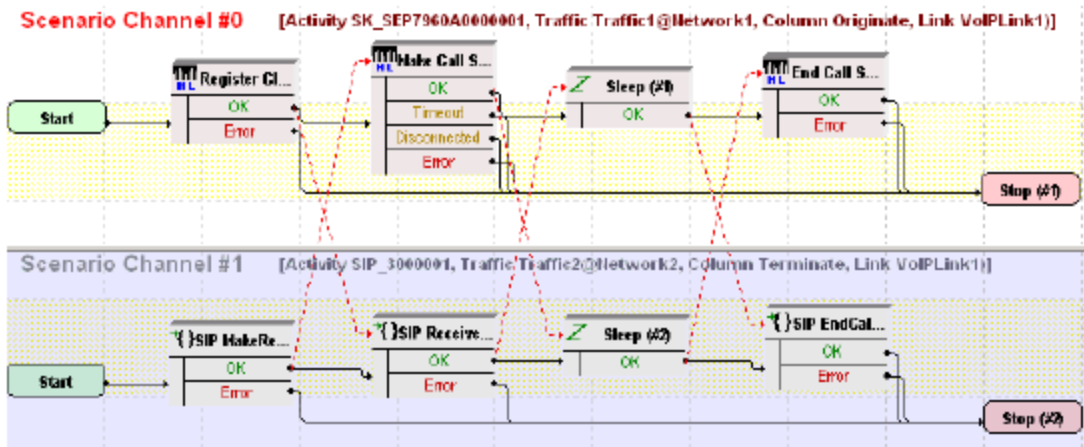 Scenario Channel #0 [Activity SK_SEP7960A0000001, Traffic Traffic1@Network1, Column Originate, Link VoIPLink1)]
Register Cl...
OK
Error
Make Call S...
OK
Timeout
Disconnected
Error
Sleep (#1)
OK
End Call S...
OK
Error
Start
Stop (#1)
Scenario Channel #1 [Activity SIP_3000001, Traffic Traffic2@Network2, Column Terminate, Link VoIPLink1)]
SIP MakeRe...
OK
Error
SIP Receive...
OK
Error
Sleep (#2)
OK
SIP EndCal...
OK
Error
Start
Stop (#2)